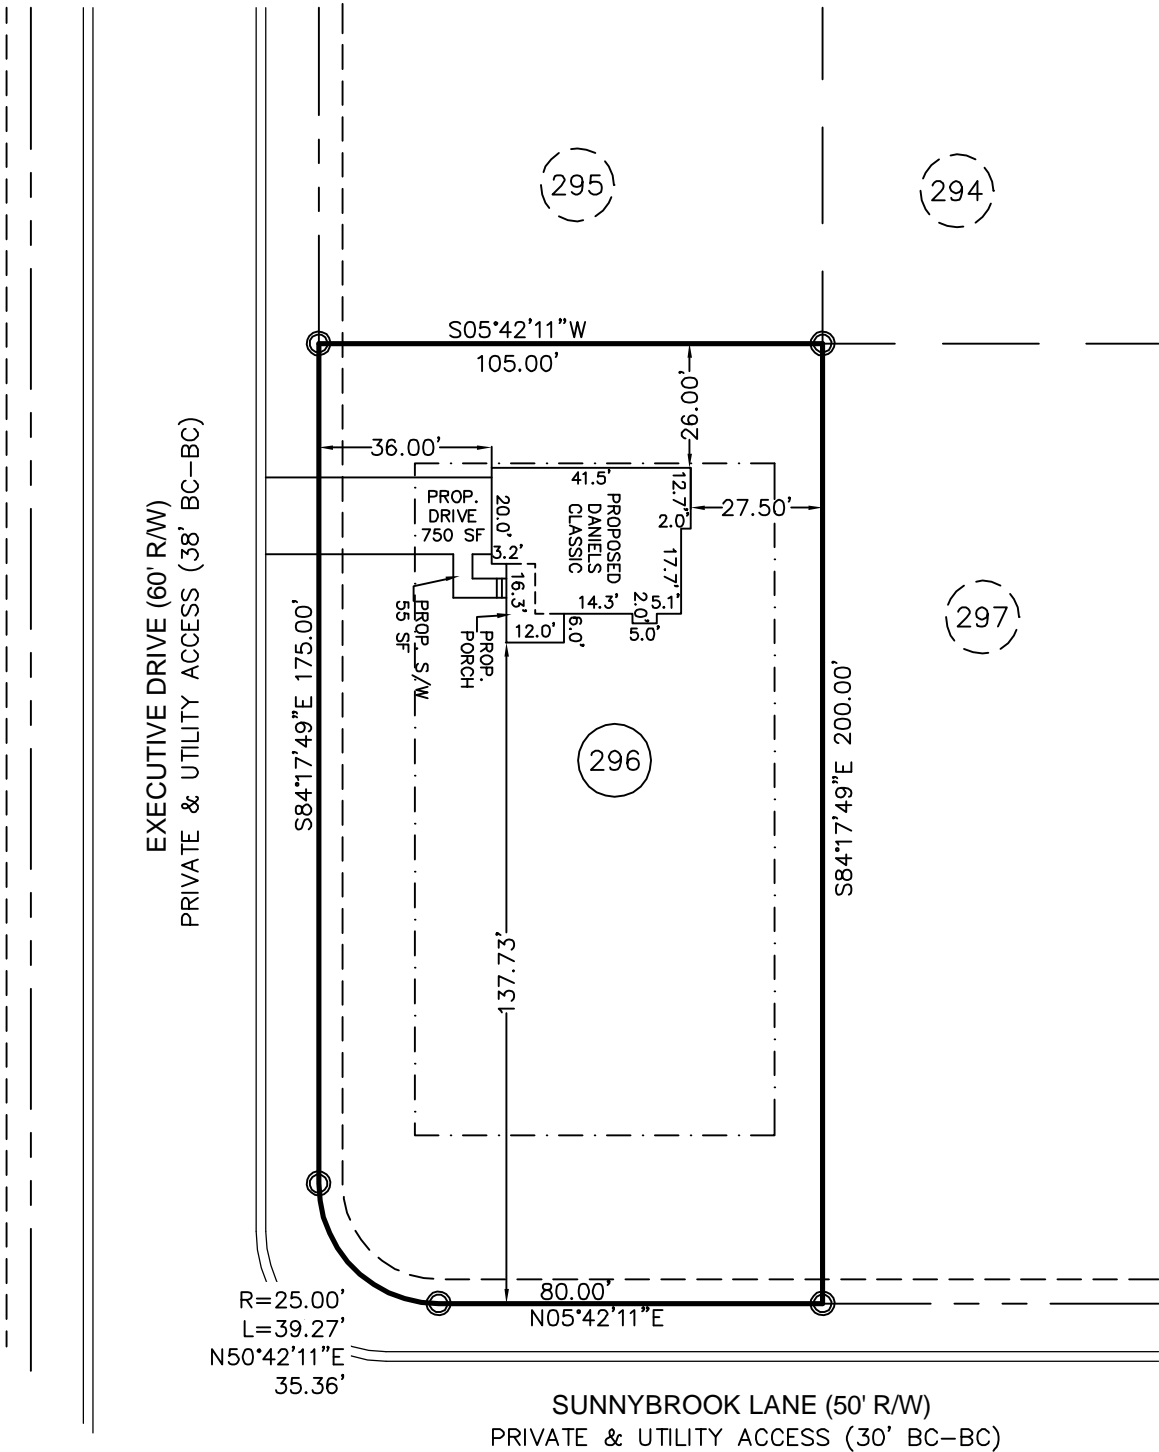 295
294
S05°42'11"W
105.00'
26.00'
36.00'
41.5'
12.7'
27.50'
PROP.
DRIVE
750 SF
20.0'
PROPOSED
DANIELS
CLASSIC
2.0'
3.2'
17.7'
16.3'
14.3'
2.0'
5.1'
5.0'
12.0'
6.0'
PROP. S/W
55 SF
PROP.
PORCH
297
296
EXECUTIVE DRIVE (60' R/W)
PRIVATE & UTILITY ACCESS (38' BC-BC)
S84°17'49"E 175.00'
S84°17'49"E 200.00'
137.73'
80.00'
N05°42'11"E
R=25.00'
L=39.27'
N50°42'11"E
35.36'
SUNNYBROOK LANE (50' R/W)
PRIVATE & UTILITY ACCESS (30' BC-BC)